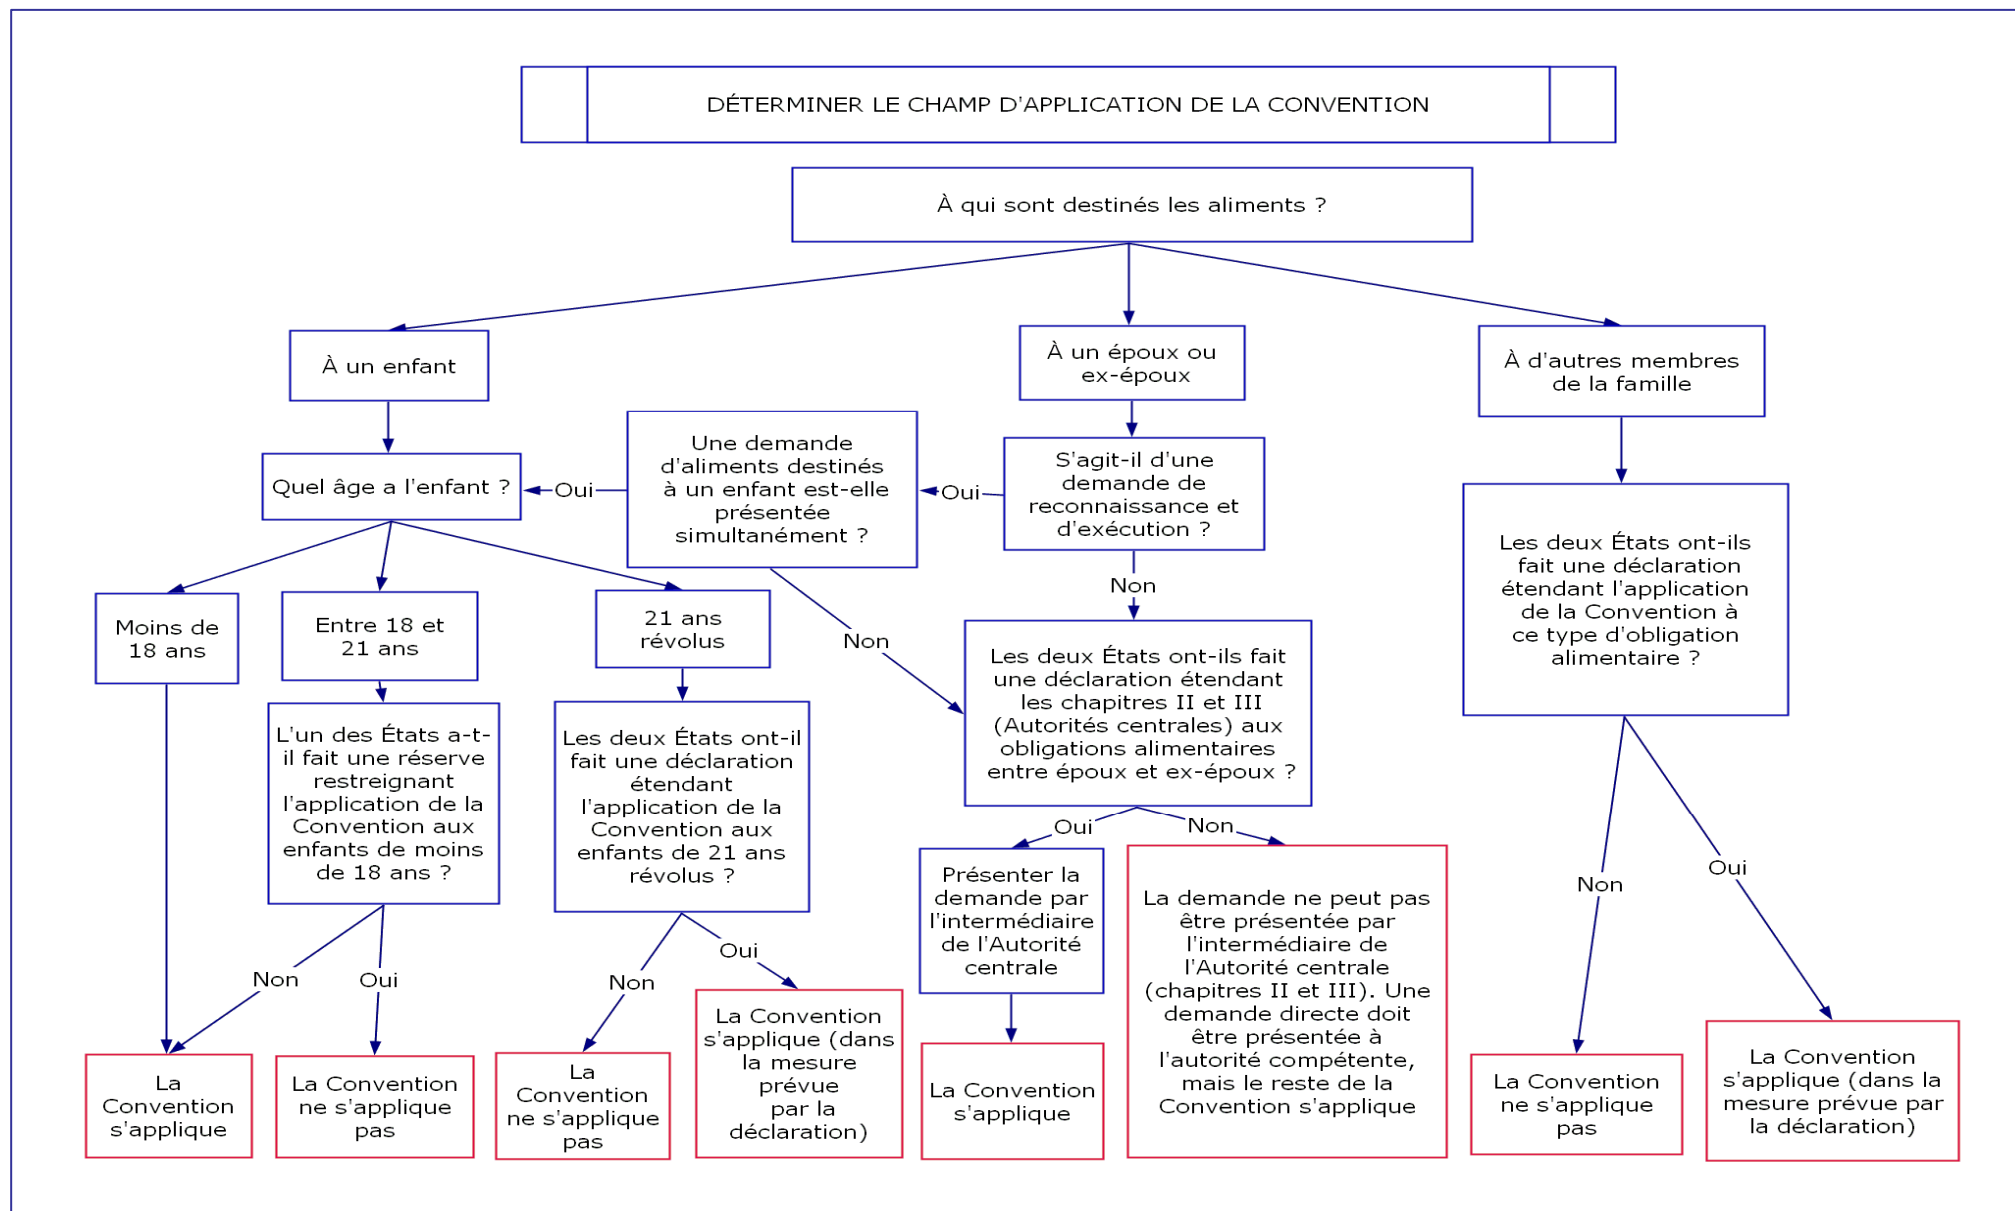 DÉTERMINER LE CHAMP D'APPLICATION DE LA CONVENTION
À qui sont destinés les aliments ?
À un enfant
À un époux ou
ex-époux
À d'autres membres
de la famille
Quel âge a l'enfant ?
Oui
Une demande
d'aliments destinés
à un enfant est-elle
présentée
simultanément ?
Oui
S'agit-il d'une
demande de
reconnaissance et
d'exécution ?
Les deux États ont-ils
fait une déclaration
étendant l'application
de la Convention à
ce type d'obligation
alimentaire ?
Non
Non
Moins de
18 ans
Entre 18 et
21 ans
21 ans
révolus
Les deux États ont-ils fait
une déclaration étendant
les chapitres II et III
(Autorités centrales) aux
obligations alimentaires
entre époux et ex-époux ?
L'un des États a-t-
il fait une réserve
restreignant
l'application de la
Convention aux
enfants de moins
de 18 ans ?
Les deux États ont-il
fait une déclaration
étendant
l'application de la
Convention aux
enfants de 21 ans
révolus ?
Oui
Non
Non
Oui
Présenter la
demande par
l'intermédiaire
de l'Autorité
centrale
La demande ne peut pas
être présentée par
l'intermédiaire de
l'Autorité centrale
(chapitres II et III). Une
demande directe doit
être présentée à
l'autorité compétente,
mais le reste de la
Convention s'applique
Non
Oui
Non
Oui
La
Convention
s'applique
La Convention
ne s'applique
pas
La
Convention
ne s'applique
pas
La Convention
s'applique (dans
la mesure
prévue
par la
déclaration)
La Convention
s'applique
La Convention
ne s'applique
pas
La Convention
s'applique (dans la
mesure prévue par
la déclaration)